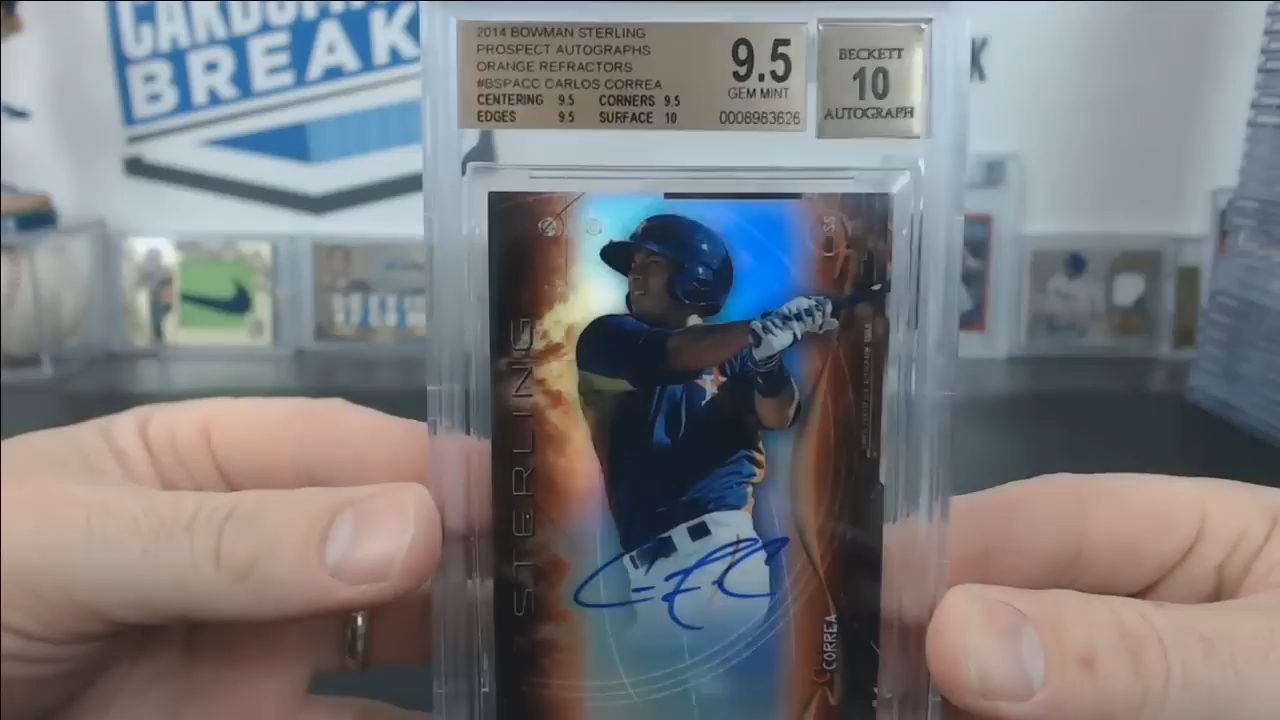 BREAK
2014 BOWMAN STERLING
PROSPECT AUTOGRAPHS
ORANGE REFRACTORS
#BSPACC CARLOS CORREA
CENTERING 9.5 CORNERS 9.5
EDGES 9.5 SURFACE 10
9.5
GEM MINT
0008983626
BECKETT
10
AUTOGRAPH
STERLING
SS
CORREA